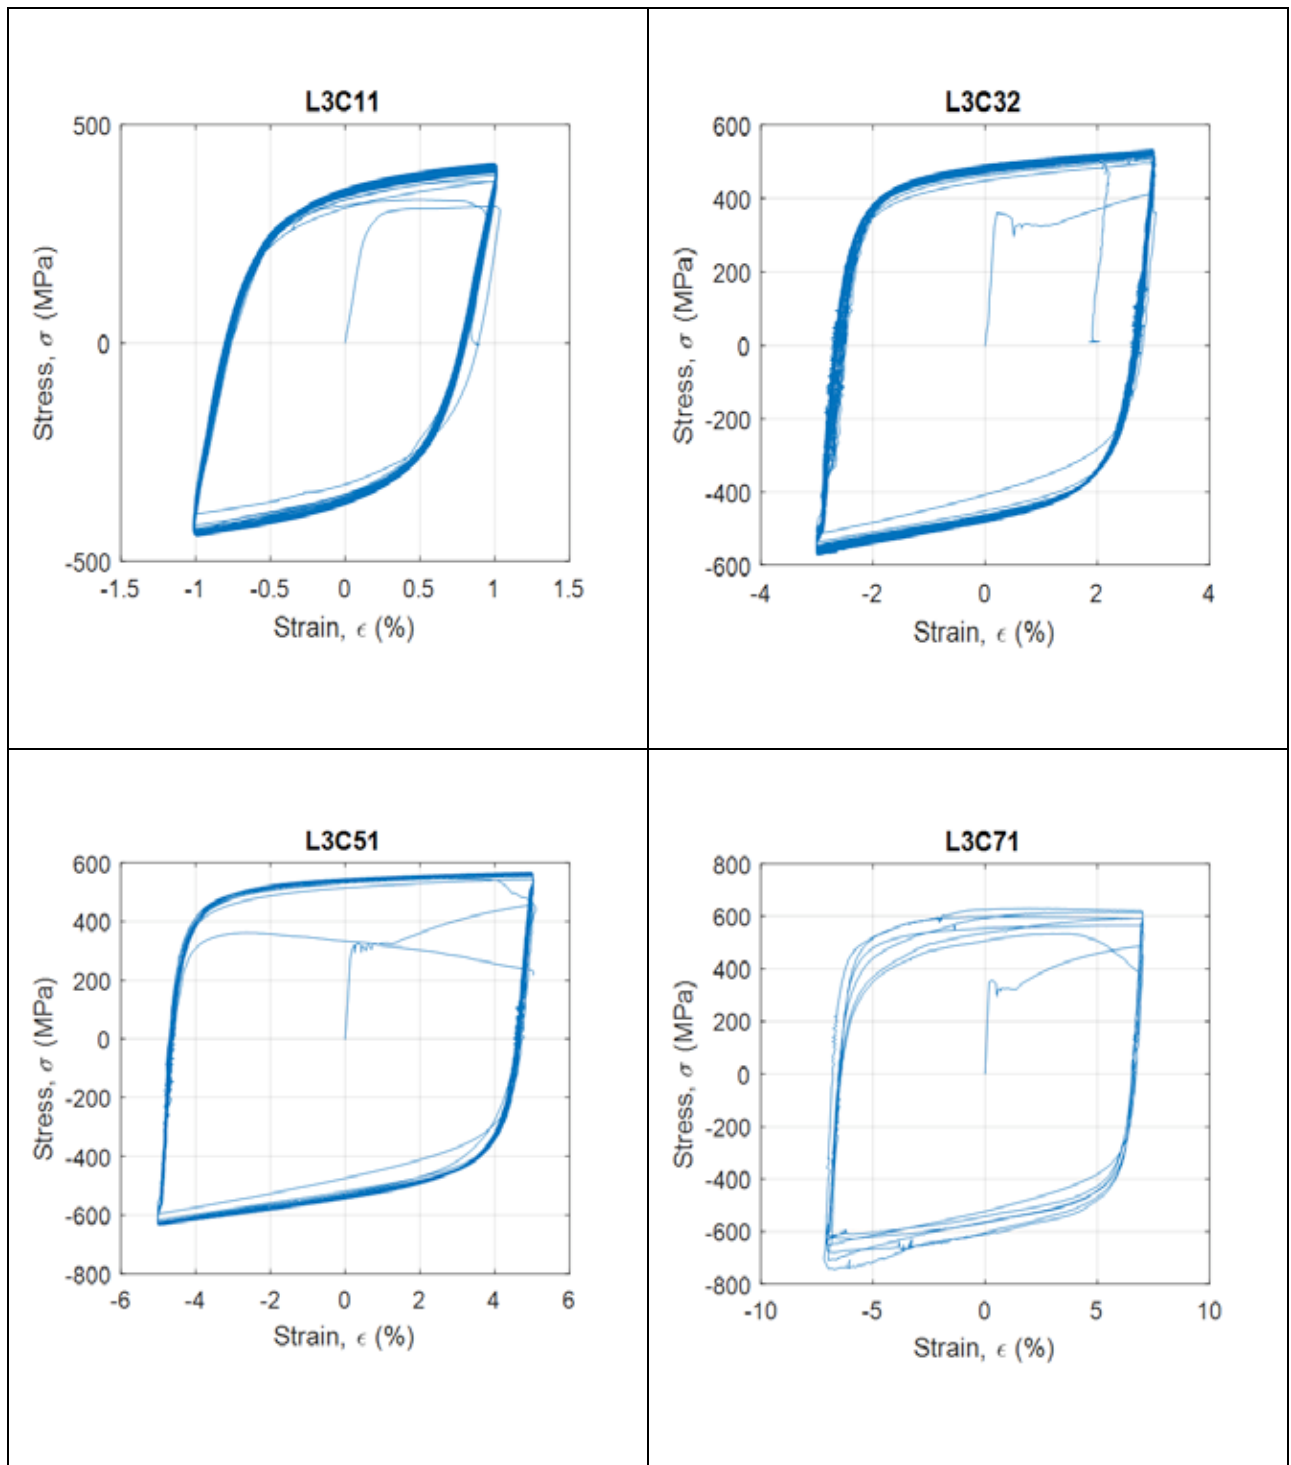 L3C11
500
0
-500
-1.5 -1 -0.5 0 0.5 1 1.5
Strain, ϵ (%)
Stress, σ (MPa)
L3C32
600
400
200
0
-200
-400
-600
-4 -2 0 2 4
Strain, ϵ (%)
Stress, σ (MPa)
L3C51
600
400
200
0
-200
-400
-600
-800
-6 -4 -2 0 2 4 6
Strain, ϵ (%)
Stress, σ (MPa)
L3C71
800
600
400
200
0
-200
-400
-600
-800
-10 -5 0 5 10
Strain, ϵ (%)
Stress, σ (MPa)